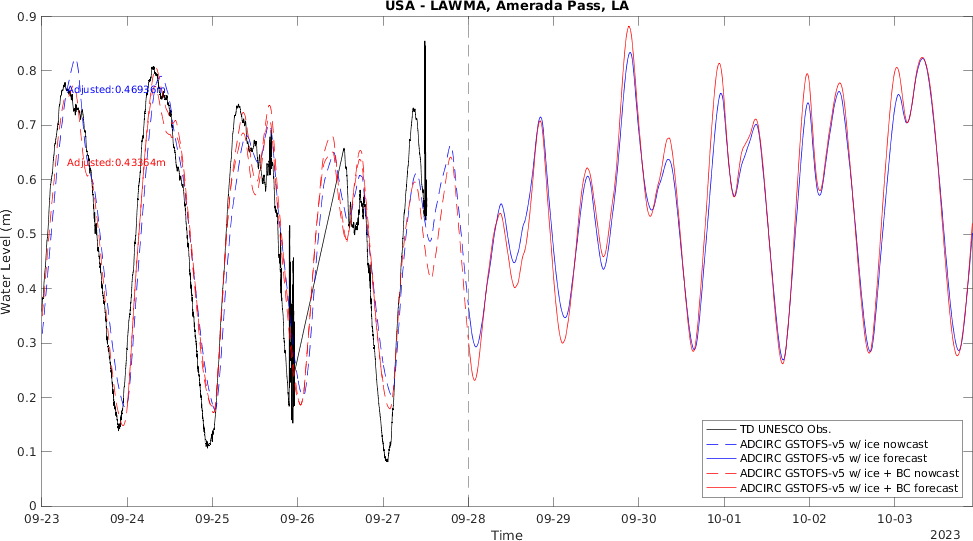 USA - LAWMA, Amerada Pass, LA
0.9
0.8
0.7
0.6
0.5
0.4
0.3
0.2
0.1
0
Water Level (m)
Adjusted:0.46936m
Adjusted:0.43364m
TD UNESCO Obs.
ADCIRC GSTOFS-v5 w/ ice nowcast
ADCIRC GSTOFS-v5 w/ ice forecast
ADCIRC GSTOFS-v5 w/ ice + BC nowcast
ADCIRC GSTOFS-v5 w/ ice + BC forecast
09-23 09-24 09-25 09-26 09-27 09-28 09-29 09-30 10-01 10-02 10-03
Time
2023